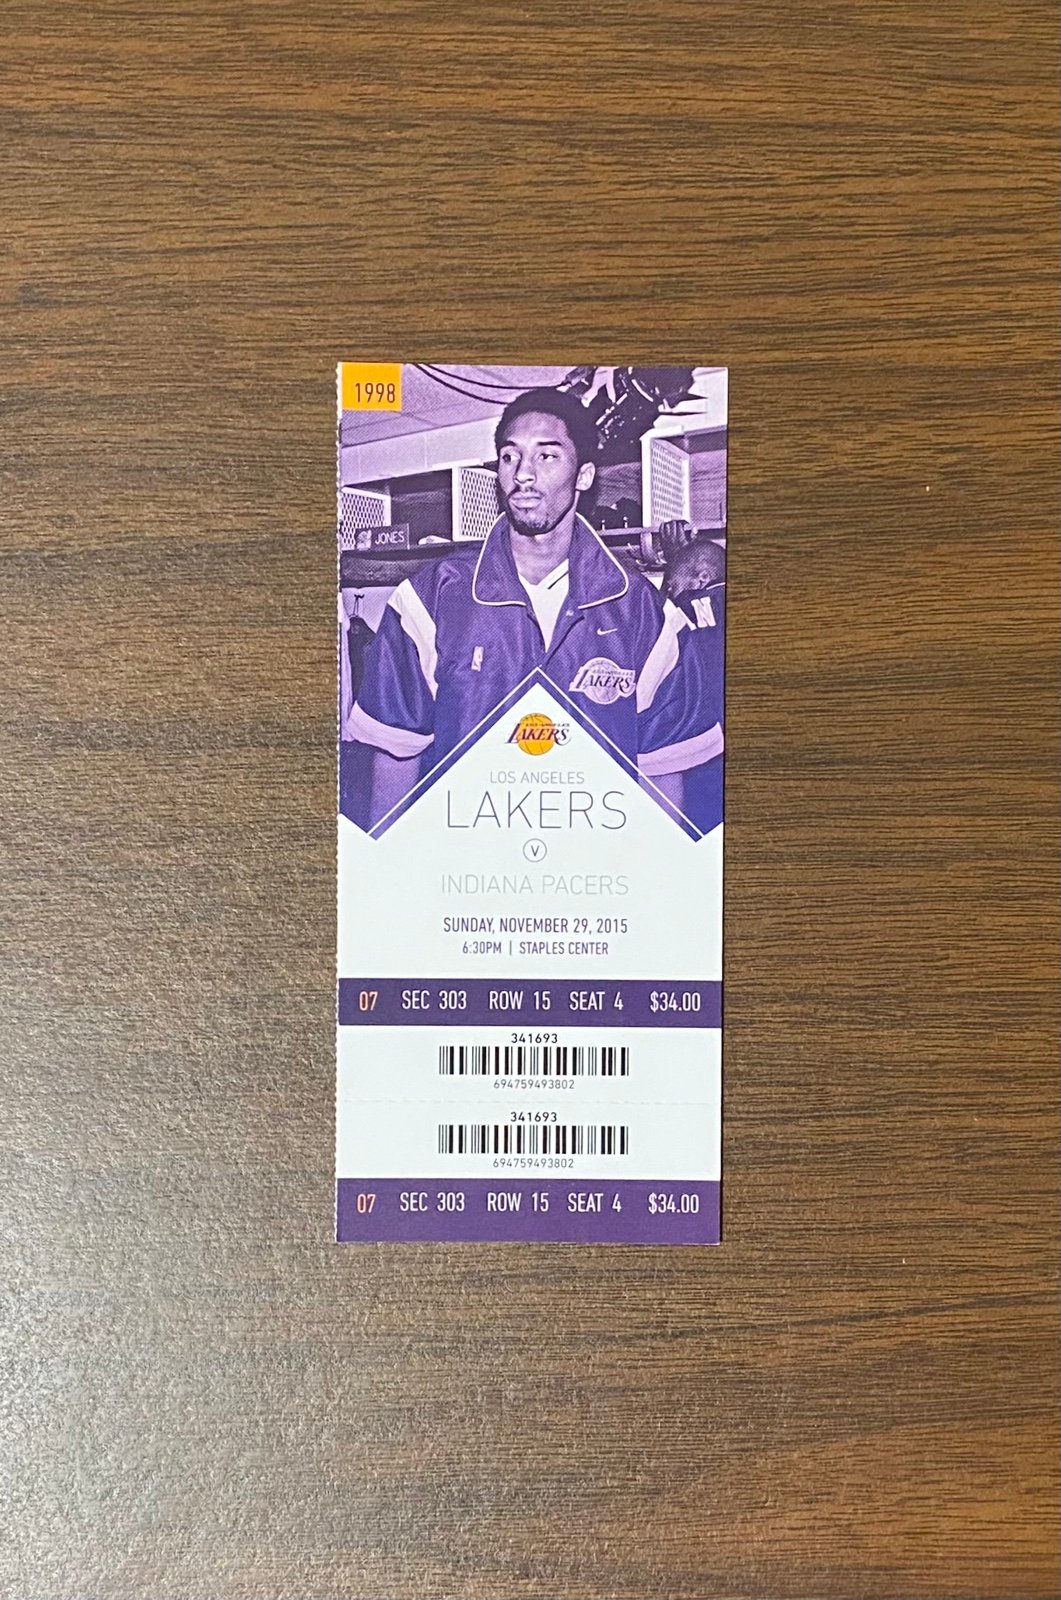 1998
JONES
LAKERS
N
LOS ANGELES
LAKERS
LOS ANGELES
LAKERS
V
INDIANA PACERS
SUNDAY, NOVEMBER 29, 2015
6:30PM | STAPLES CENTER
07 SEC 303 ROW 15 SEAT 4 $34.00
341693
694759493802
341693
694759493802
07 SEC 303 ROW 15 SEAT 4 $34.00